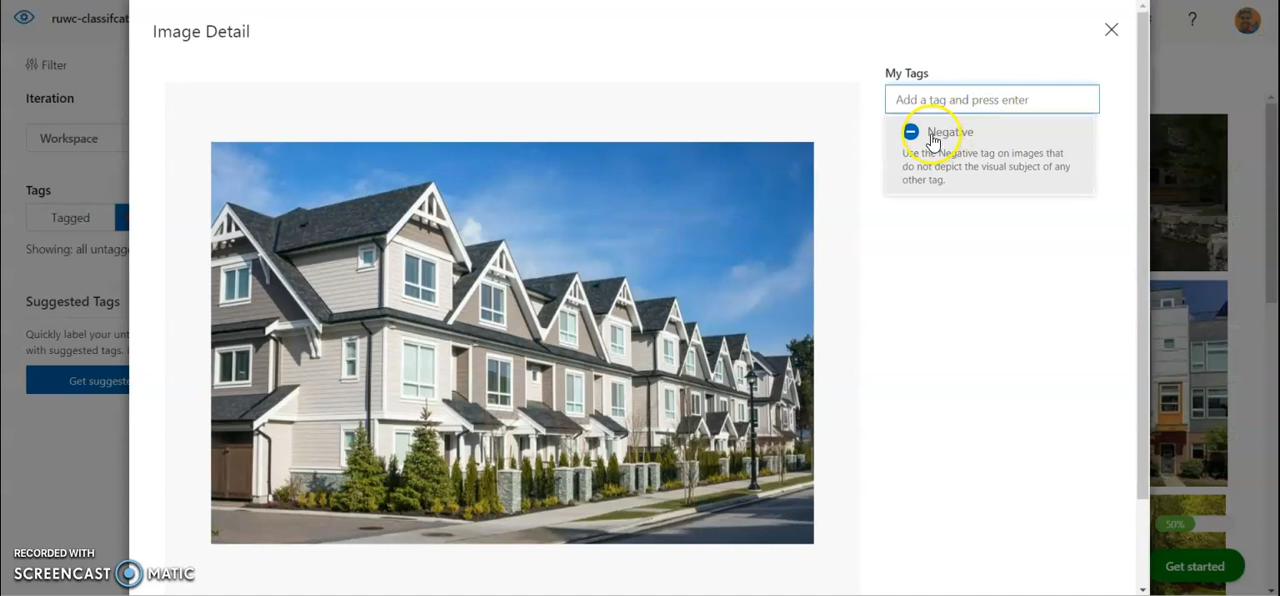 ruwc-classifcat
Image Detail
?
Filter
My Tags
Iteration
Add a tag and press enter
Workspace
Negative
Use the Negative tag on images that
do not depict the visual subject of any
other tag.
Tags
Tagged
Showing: all untagg
Suggested Tags
Quickly label your unt
with suggested tags.
Get suggeste
50%
Get started
RECORDED WITH
SCREENCAST MATIC